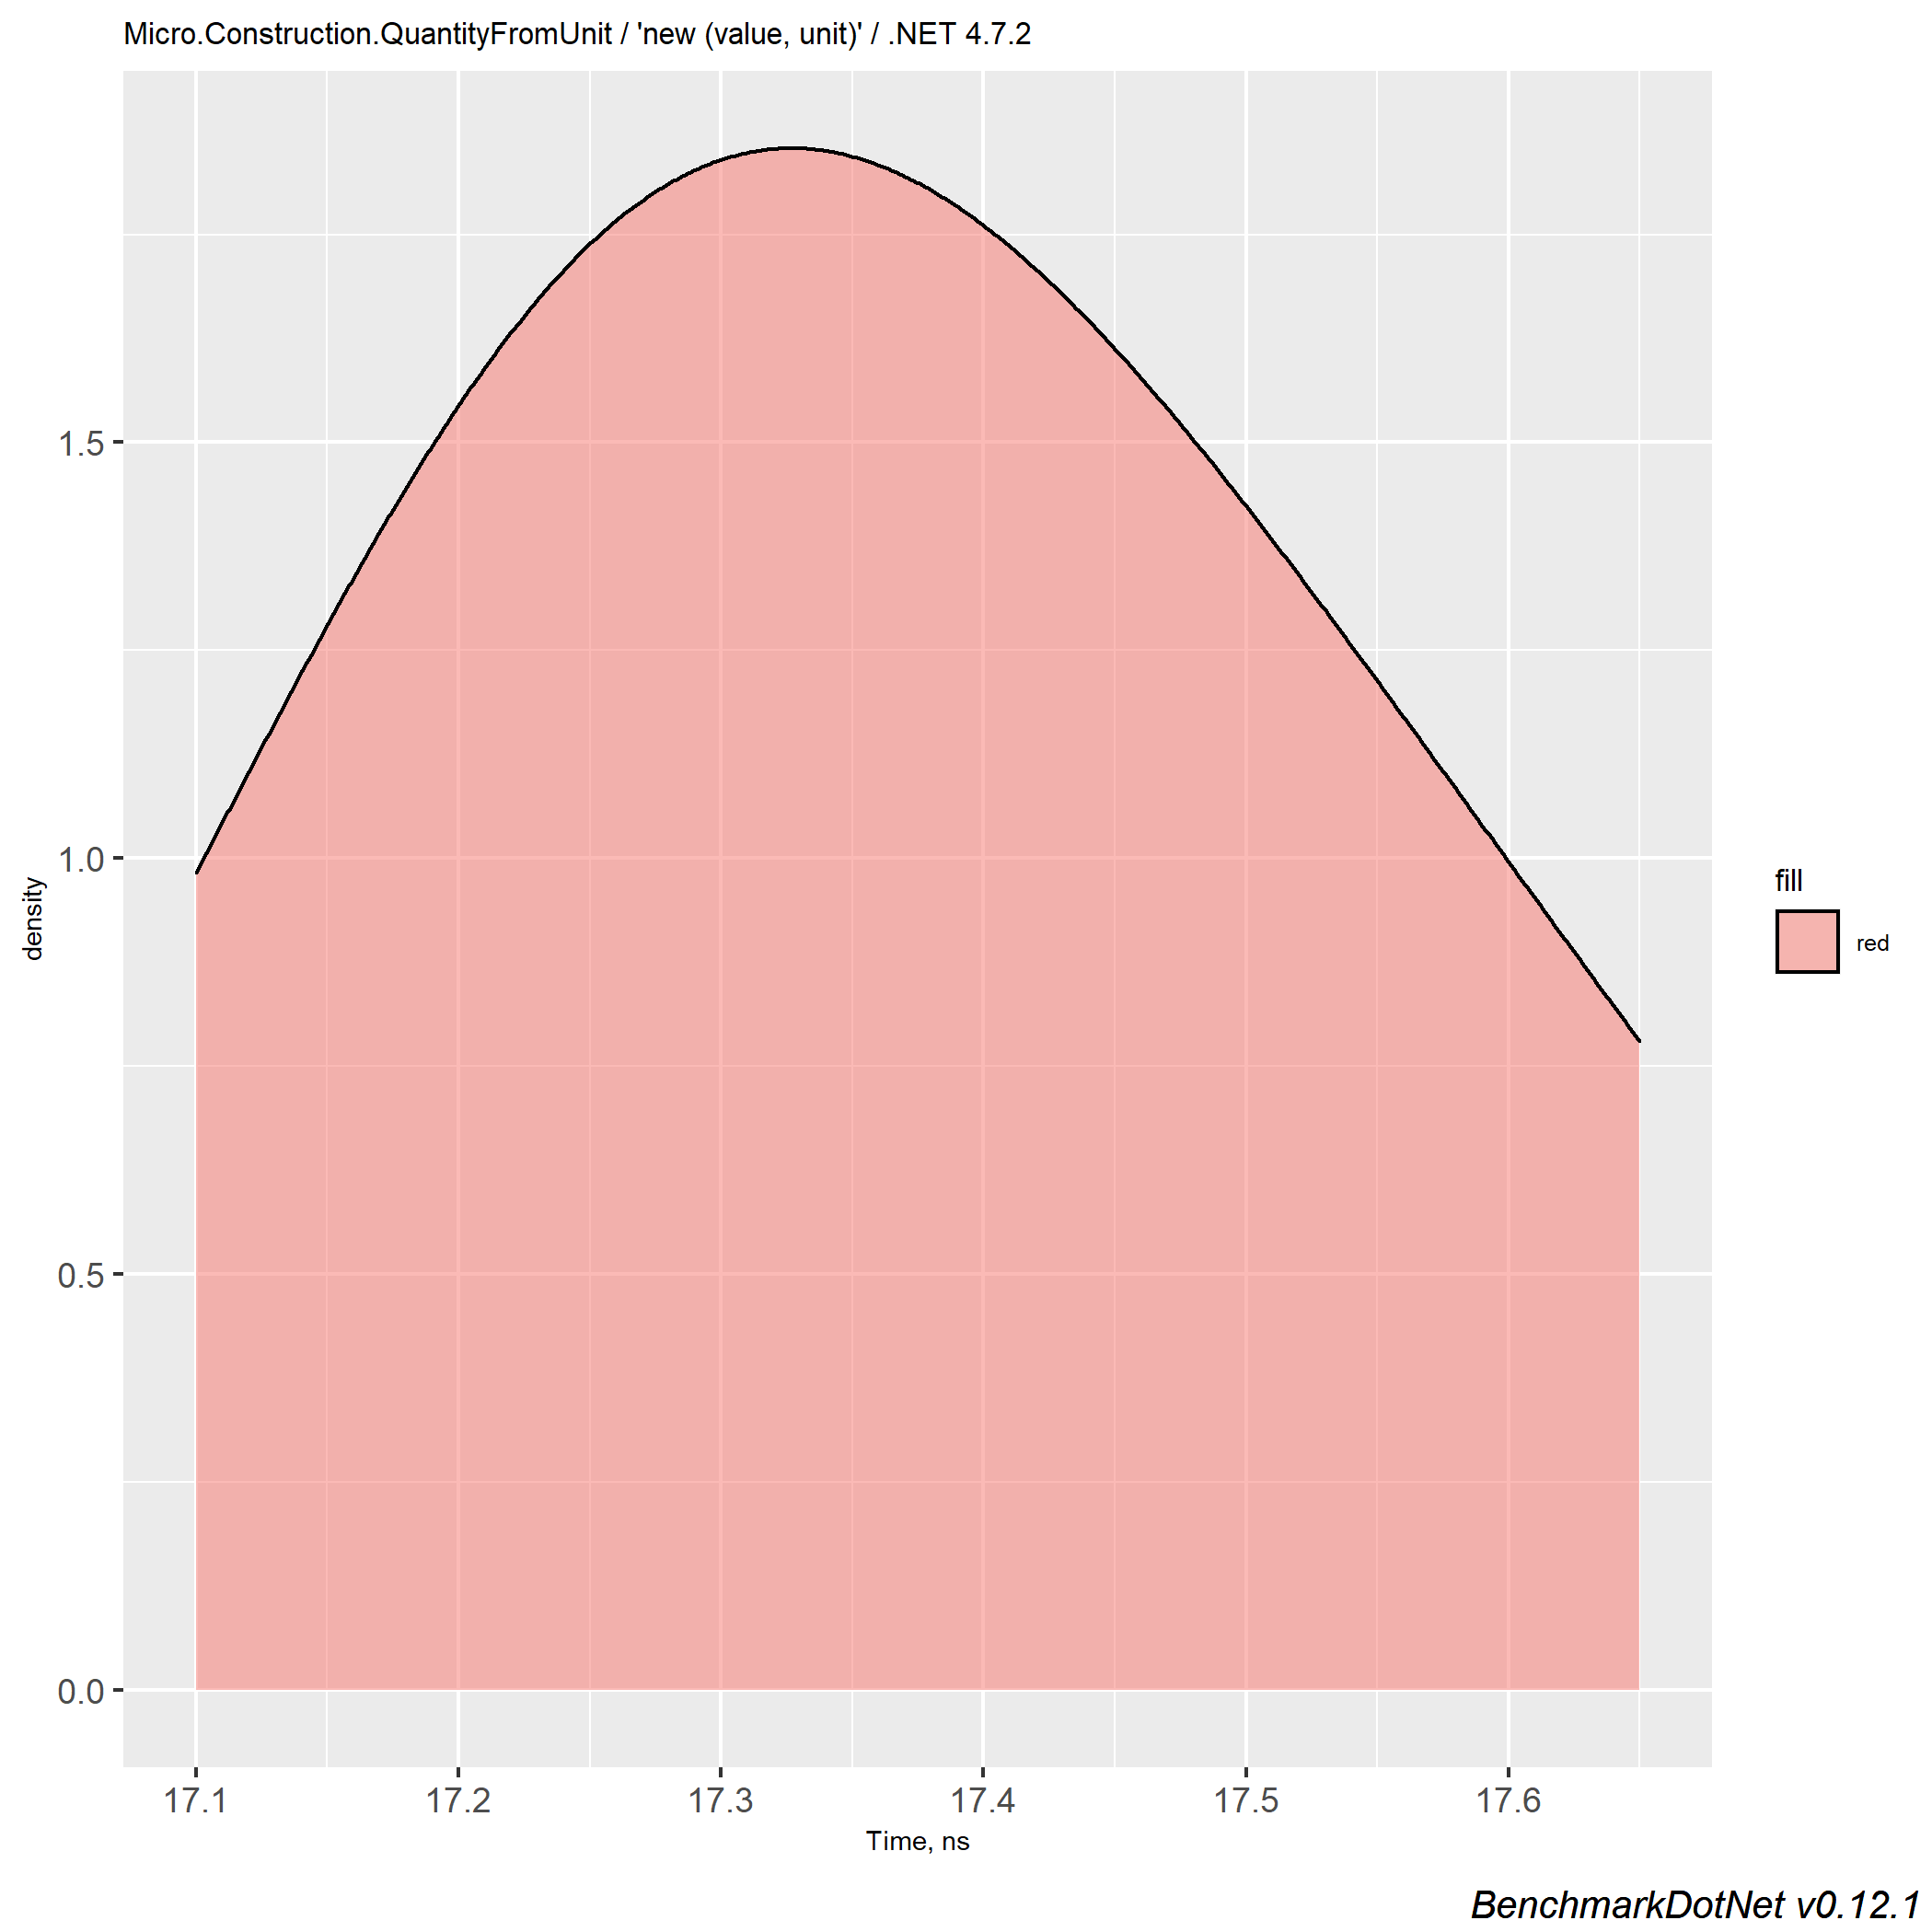 Micro.Construction.QuantityFromUnit / 'new (value, unit)' / .NET 4.7.2
1.5
1.0
0.5
0.0
density
17.1 17.2 17.3 17.4 17.5 17.6
Time, ns
fill
red
BenchmarkDotNet v0.12.1